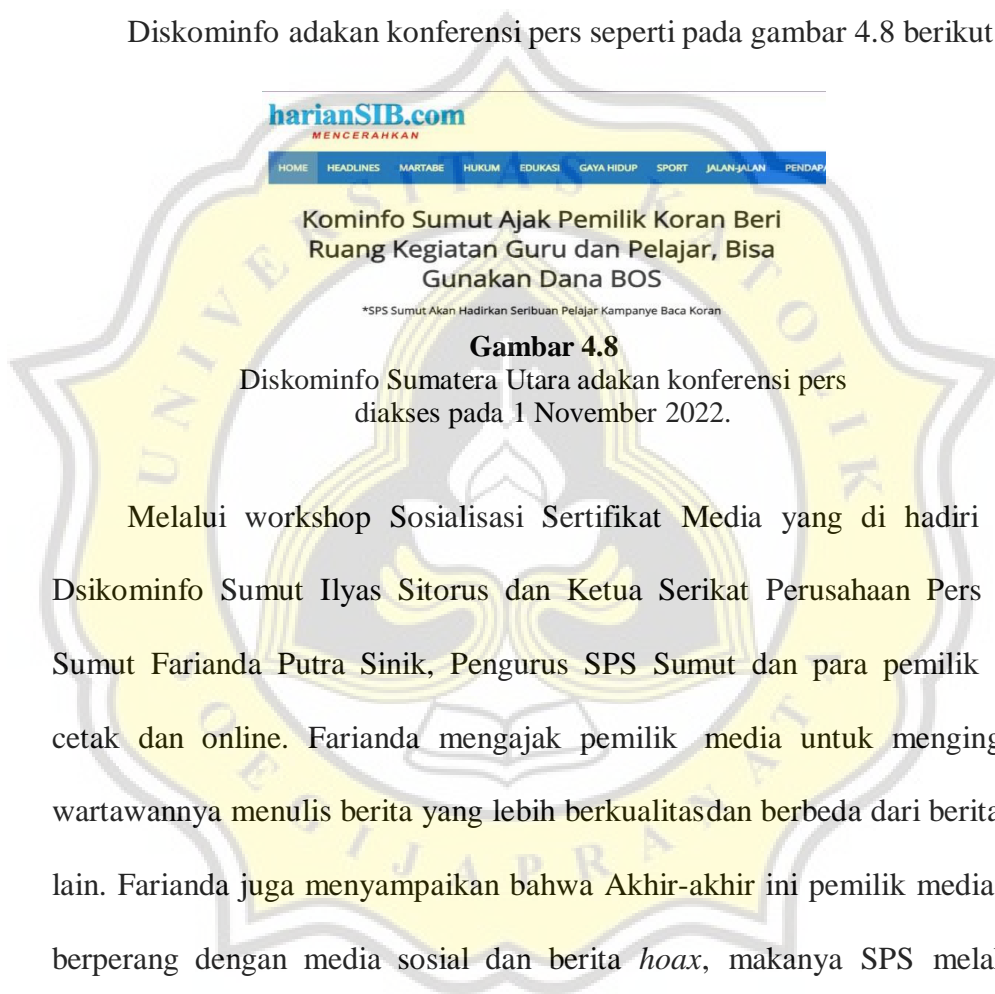 Diskominfo adakan konferensi pers seperti pada gambar 4.8 berikut
harianSIB.com
MENCERAHKAN
HOME HEADLINES MARTABE HUKUM EDUKASI GAYA HIDUP SPORT JALAN-JALAN
Kominfo Sumut Ajak Pemilik Koran Beri
Ruang Kegiatan Guru dan Pelajar, Bisa
Gunakan Dana BOS
*SPS Sumut Akan Hadirkan Seribuan Pelajar Kampanye Baca Koran
Gambar 4.8
Diskominfo Sumatera Utara adakan konferensi pers
diakses pada 1 November 2022.
Melalui workshop Sosialisasi Sertifikat Media yang di hadiri
Dsikominfo Sumut Ilyas Sitorus dan Ketua Serikat Perusahaan Pers
Sumut Farianda Putra Sinik, Pengurus SPS Sumut dan para pemilik
cetak dan online. Farianda mengajak pemilik media untuk
wartawannya menulis berita yang lebih berkualitasdan berbeda dari berita
lain. Farianda juga menyampaikan bahwa Akhir-akhir ini pemilik media
berperang dengan media sosial dan berita hoax, makanya SPS
UNIVERSITAS KATOLIK
SOEGIJAPRANATA